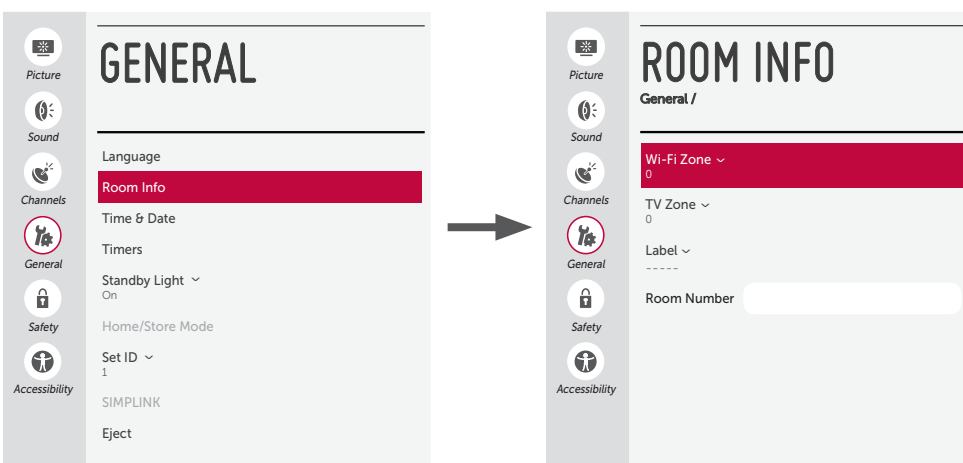 Picture
Sound
Channels
General
Safety
Accessibility
GENERAL
Language
Room Info
Time & Date
Timers
Standby Light
On
Home/Store Mode
Set ID
1
SIMPLINK
Eject
Picture
Sound
Channels
General
Safety
Accessibility
ROOM INFO
General /
Wi-Fi Zone
0
TV Zone
0
Label
-----
Room Number